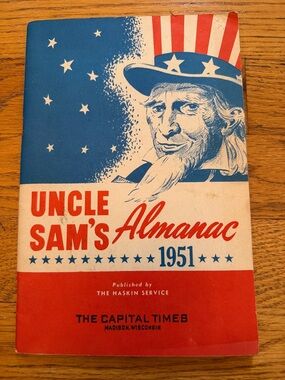 UNCLE
SAM'S Almanac
1951
Published by
THE HASKIN SERVICE
THE CAPITAL TIMES
MADISON, WISCONSIN